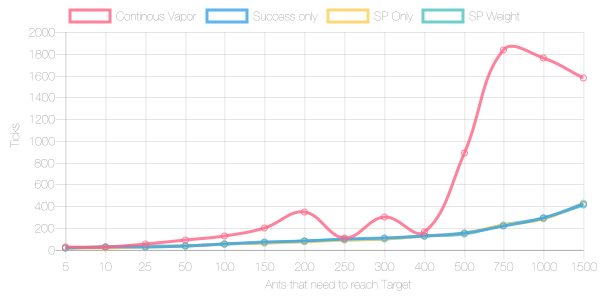 Continous Vapor Success only SP Only SP Weight
2000
1800
1600
1400
1200
1000
800
600
400
200
0
Ticks
5 10 25 50 75 150 200 250 300 400 500 750 1000 1500
Ants that need to reach Target